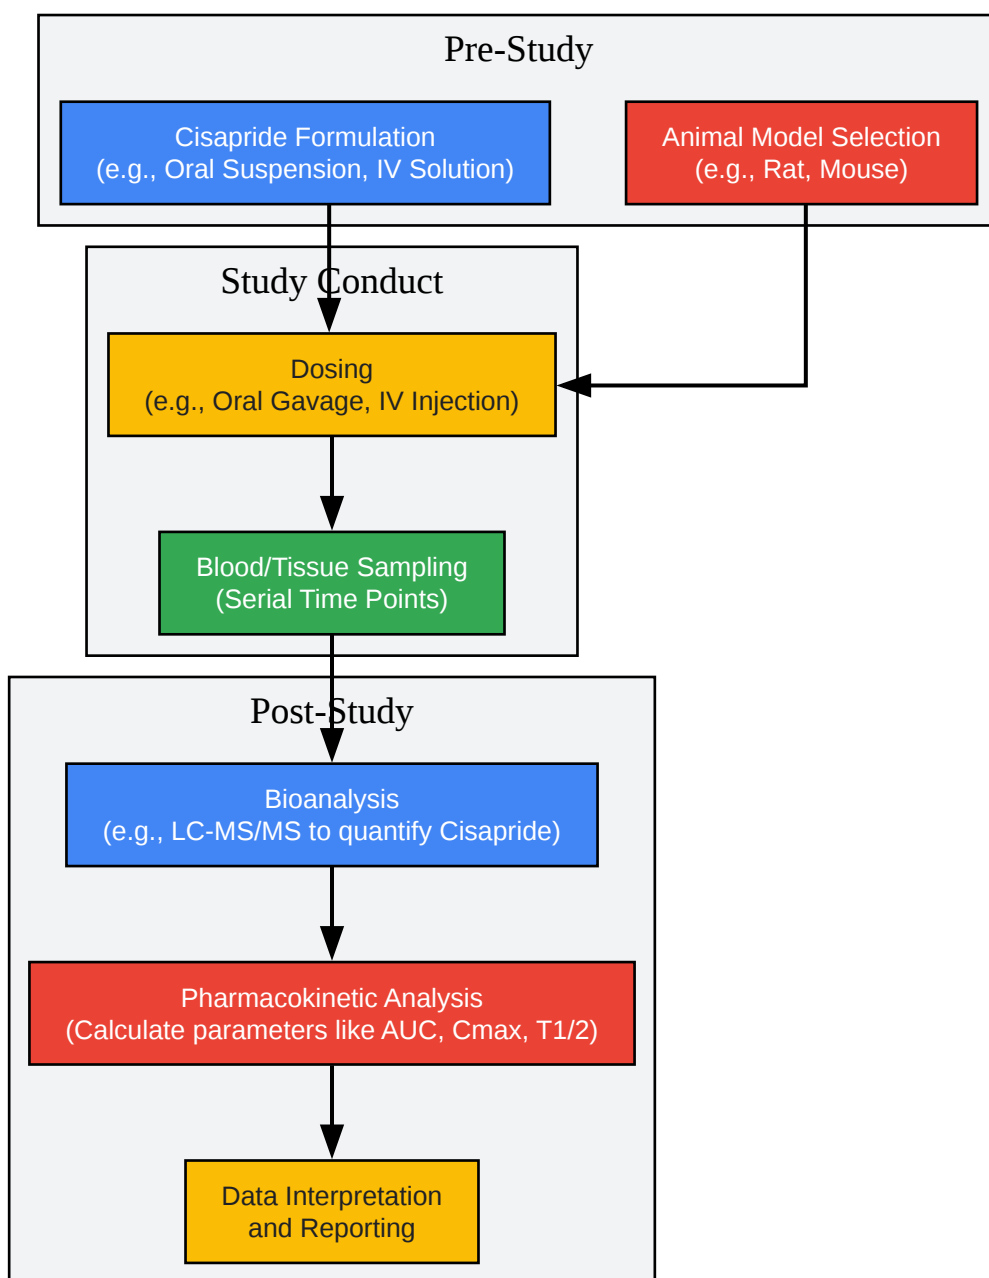 Pre-Study
Cisapride Formulation
(e.g., Oral Suspension, IV Solution)
Animal Model Selection
(e.g., Rat, Mouse)
Study Conduct
Dosing
(e.g., Oral Gavage, IV Injection)
Blood/Tissue Sampling
(Serial Time Points)
Post-Study
Bioanalysis
(e.g., LC-MS/MS to quantify Cisapride)
Pharmacokinetic Analysis
(Calculate parameters like AUC, Cmax, T1/2)
Data Interpretation
and Reporting